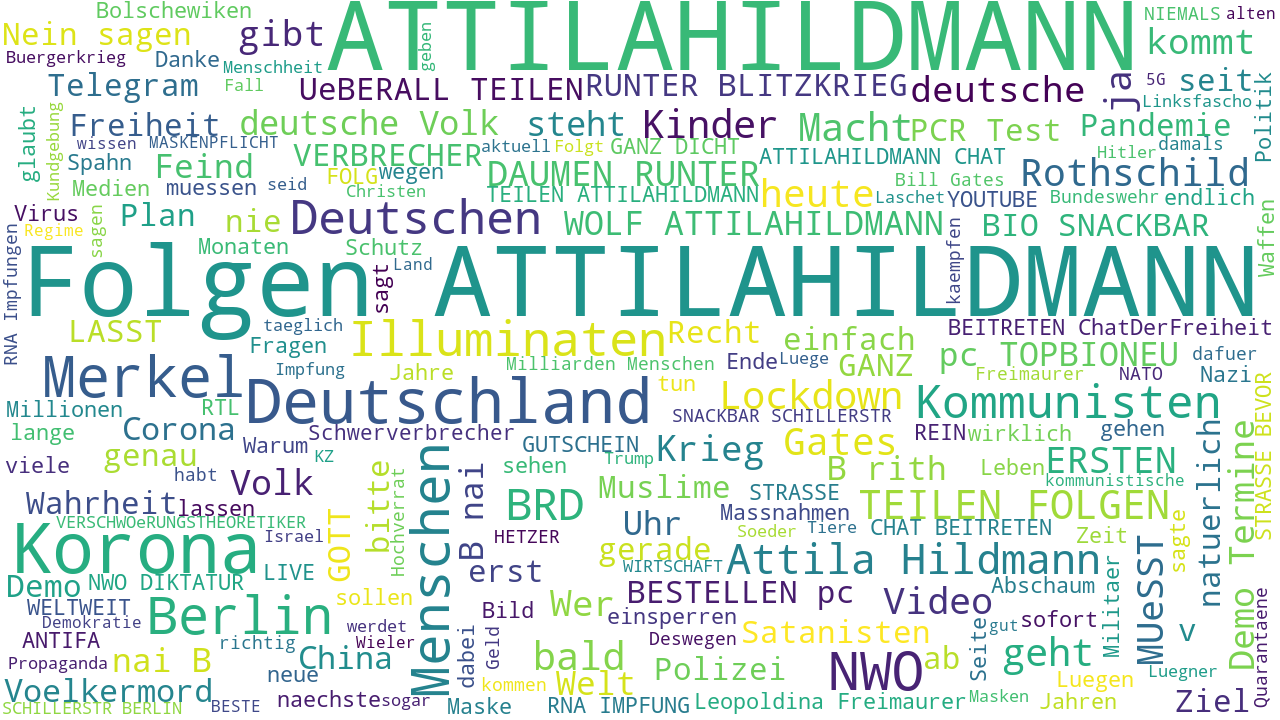 Bolschewiken
ATTILAHILDMANN
NIEMALS
alten
Nein sagen
gibt
geben
kommt
Buergerkrieg
Danke
Menschheit
Telegram
Fall
UeBERALL TEILEN
RUNTER BLITZKRIEG
deutsche
ja
5G
seit
Politik
Linksfascho
glaubt
Kundgebung
Freiheit
deutsche Volk
steht
Kinder
Macht
PCR Test
Pandemie
wissen
MASKENPFLICHT
VERBRECHER
aktuell
Folgt
GANZ DICHT
ATTILAHILDMANN CHAT
Hitler
damals
Spahn
Feind
FOLG
wegen
DAUMEN RUNTER
Bill Gates
Rothschild
Medien
muessen
seid
Christen
TEILEN ATTILAHILDMANN
heute
Laschet
YOUTUBE
Bundeswehr
endlich
Virus
Regime
sagen
Plan
nie
Deutschen
WOLF ATTILAHILDMANN
kaempfen
BIO SNACKBAR
Waffen
RNA Impfungen
Monaten
Schutz
Folgen ATTILAHILDMANN
sagt
Land
LASST
taeglich
Fragen
Illuminaten
Recht
einfach
BEITRETEN ChatDerFreiheit
pc TOPBIONEU
dafuer
Merkel
Impfung
Jahre
Milliarden Menschen
Ende
Luege
GANZ
Freimaurer
NATO
Nazi
Millionen
RTL
Deutschland
tun
Lockdown
Kommunisten
STRASSE BEVOR
lange
Corona
SNACKBAR SCHILLERSTR
Schwerverbrecher
genau
Warum
KZ
GUTSCHEIN
Krieg
Gates
REIN
wirklich
gehen
viele
habt
Volk
bitte
Hochverrat
Menschen
B nai
sehen
Trump
B rith
Leben
ERSTEN
kommunistische
natuerlich
Termine
Wahrheit
lassen
BRD
Muslime
STRASSE
Massnahmen
TEILEN FOLGEN
VERSCHWOeRUNGSTHEORETIKER
Korona
Israel
GOTT
HETZER
Uhr
Soeder
Tiere
CHAT BEITRETEN
Zeit
sagte
gerade
WIRTSCHAFT
Attila Hildmann
Demo
NWO DIKTATUR
LIVE
erst
BESTELLEN pc
Abschaum
Militaer
MUeSST
WELTWEIT
Demokratie
Berlin
sollen
Bild
Wer
einsperren
Video
gut
sofort
ANTIFA
richtig
werdet
Wieler
dabei
Geld
Deswegen
Satanisten
Seite
v
Demo
Quarantaene
Propaganda
nai B
China
bald
Polizei
NWO
ab
geht
Luegner
neue
kommen
Welt
Luegen
Voelkermord
naechste
sogar
Masken
Jahren
Ziel
SCHILLERSTR BERLIN
BESTE
Maske
RNA IMPFUNG
Leopoldina Freimaurer